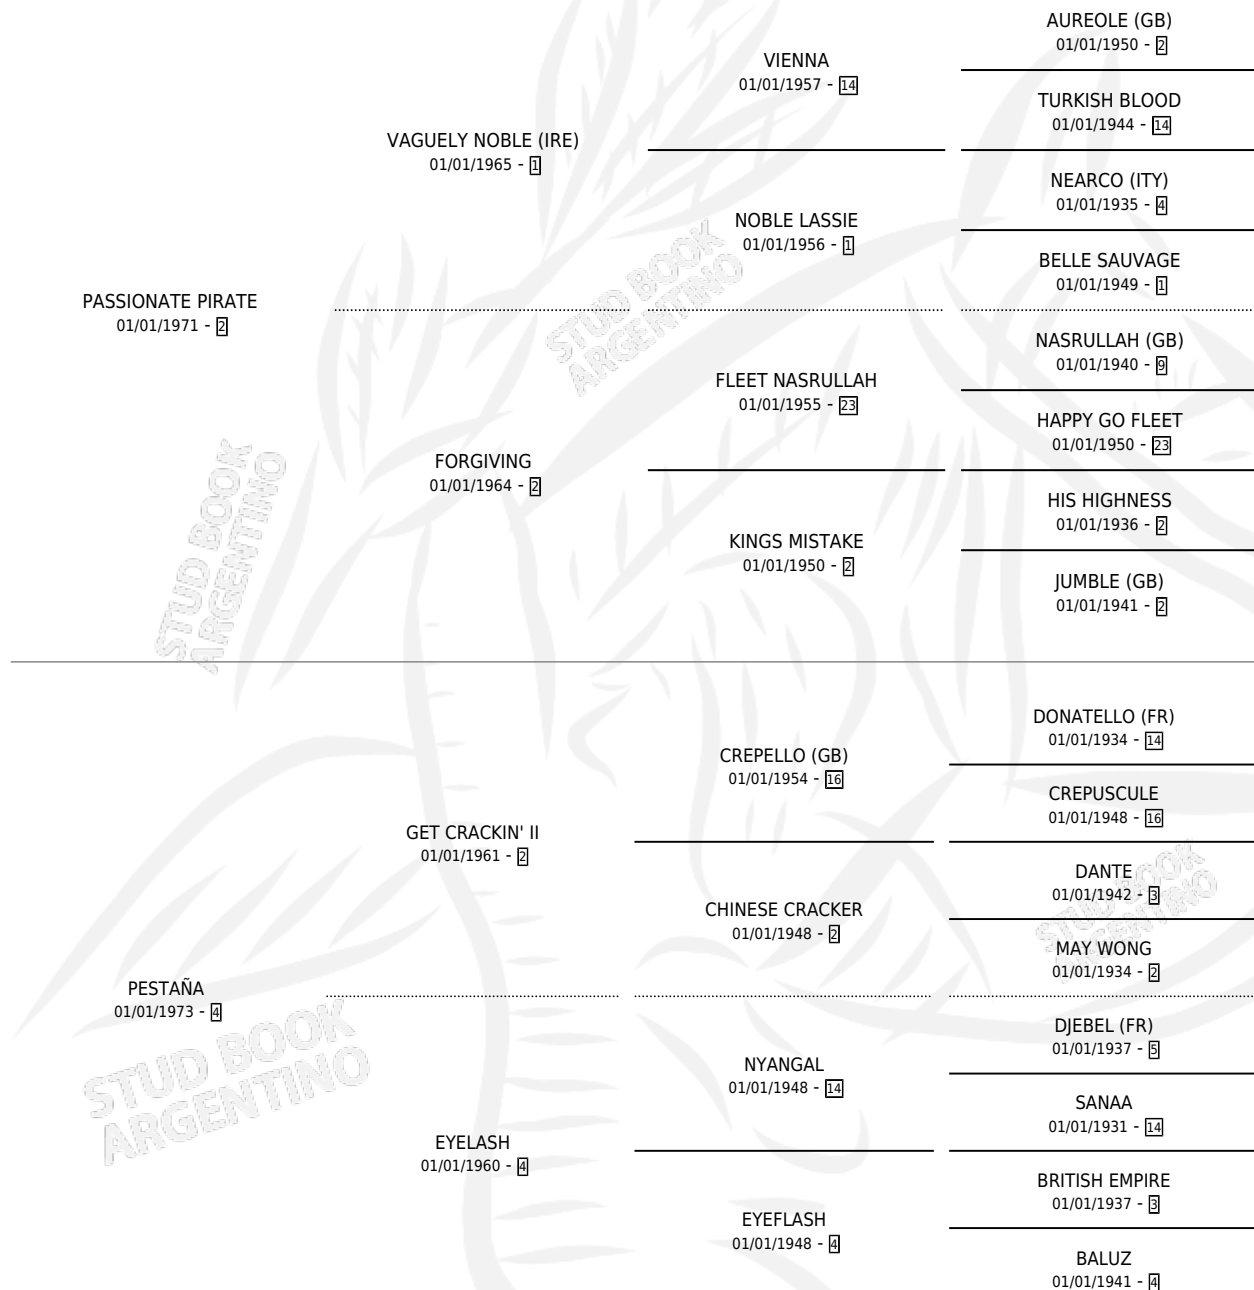 AUREOLE (GB)
01/01/1950 - 2
VIENNA
01/01/1957 - 14
TURKISH BLOOD
01/01/1944 - 14
VAGUELY NOBLE (IRE)
01/01/1965 - 1
NEARCO (ITY)
01/01/1935 - 4
NOBLE LASSIE
01/01/1956 - 1
BELLE SAUVAGE
01/01/1949 - 1
PASSIONATE PIRATE
01/01/1971 - 2
NASRULLAH (GB)
01/01/1940 - 9
FLEET NASRULLAH
01/01/1955 - 23
HAPPY GO FLEET
01/01/1950 - 23
FORGIVING
01/01/1964 - 2
HIS HIGHNESS
01/01/1936 - 2
KINGS MISTAKE
01/01/1950 - 2
JUMBLE (GB)
01/01/1941 - 2
DONATELLO (FR)
01/01/1934 - 14
CREPELLO (GB)
01/01/1954 - 16
CREPUSCULE
01/01/1948 - 16
GET CRACKIN' II
01/01/1961 - 2
DANTE
01/01/1942 - 3
CHINESE CRACKER
01/01/1948 - 2
MAY WONG
01/01/1934 - 2
PESTAÑA
01/01/1973 - 4
DJEBEL (FR)
01/01/1937 - 5
NYANGAL
01/01/1948 - 14
SANAA
01/01/1931 - 14
EYELASH
01/01/1960 - 4
BRITISH EMPIRE
01/01/1937 - 3
EYEFLASH
01/01/1948 - 4
BALUZ
01/01/1941 - 4
STUD BOOK
ARGENTINO
STUD BOOK
ARGENTINO
STUD BOOK
ARGENTINO
STUD BOOK
ARGENTINO